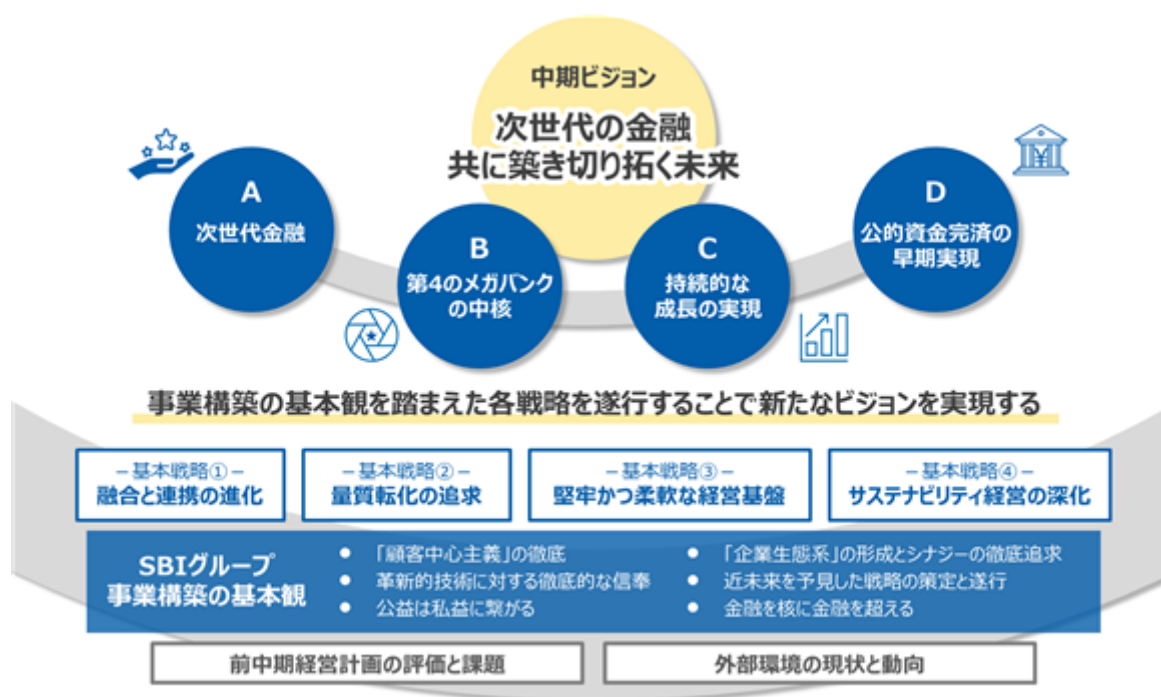 中期ビジョン
次世代の金融
共に築き切り拓く未来
A
次世代金融
B
第4のメガバンク
の中核
C
持続的な
成長の実現
D
公的資金完済の
早期実現
事業構築の基本観を踏まえた各戦略を遂行することで新たなビジョンを実現する
－基本戦略①－
融合と連携の進化
－基本戦略②－
量質転化の追求
－基本戦略③－
堅牢かつ柔軟な経営基盤
－基本戦略④－
サステナビリティ経営の深化
SBIグループ
事業構築の基本観
● 「顧客中心主義」の徹底
● 革新的技術に対する徹底的な信奉
● 公益は私益に繋がる
● 「企業生態系」の形成とシナジーの徹底追求
● 近未来を予見した戦略の策定と遂行
● 金融を核に金融を超える
前中期経営計画の評価と課題
外部環境の現状と動向